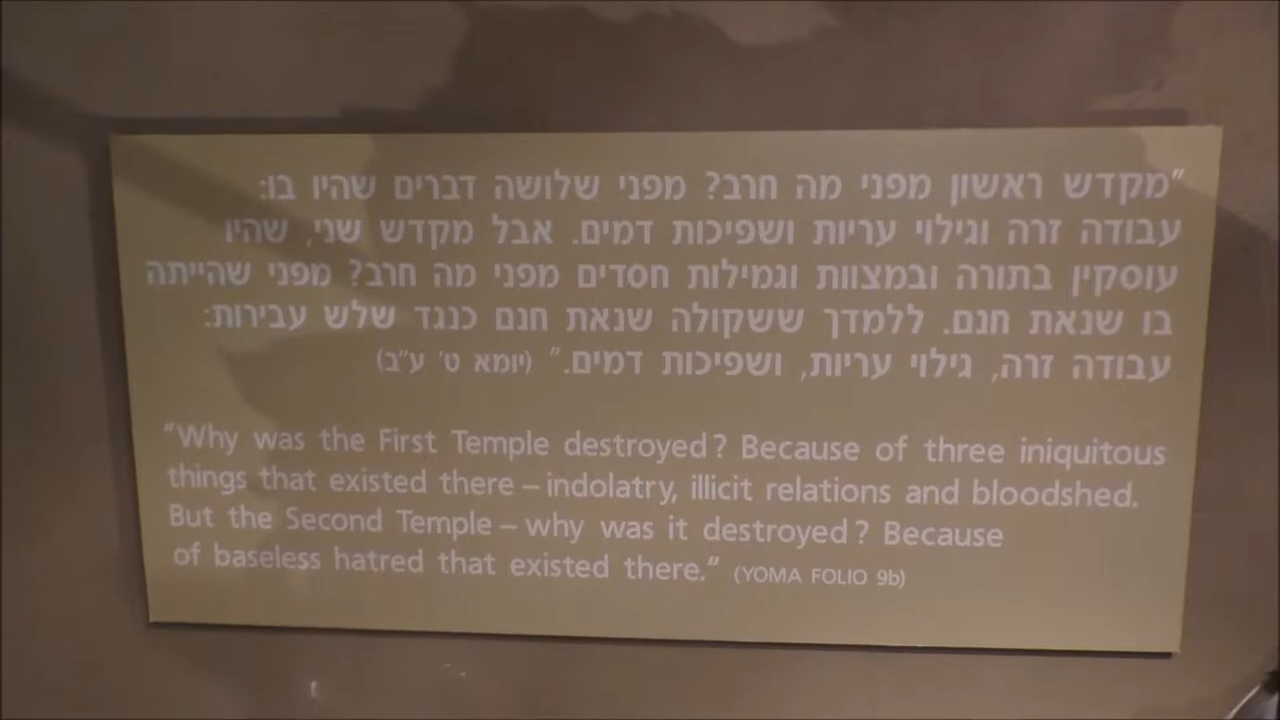 "מקדש ראשון מפני מה חרב? מפני שלושה דברים שהיו בו:
עבודה זרה וגילוי עריות ושפיכות דמים. אבל מקדש שני, שהיו
עוסקין בתורה ובמצוות וגמילות חסדים מפני מה חרב? מפני שהייתה
בו שנאת חנם. ללמדך ששקולה שנאת חנם כנגד שלש עבירות:
עבודה זרה, גילוי עריות, ושפיכות דמים." (יומא ט' ע"ב)
“Why was the First Temple destroyed? Because of three iniquitous
things that existed there – indolatry, illicit relations and bloodshed.
But the Second Temple – why was it destroyed? Because
of baseless hatred that existed there.” (YOMA FOLIO 9b)